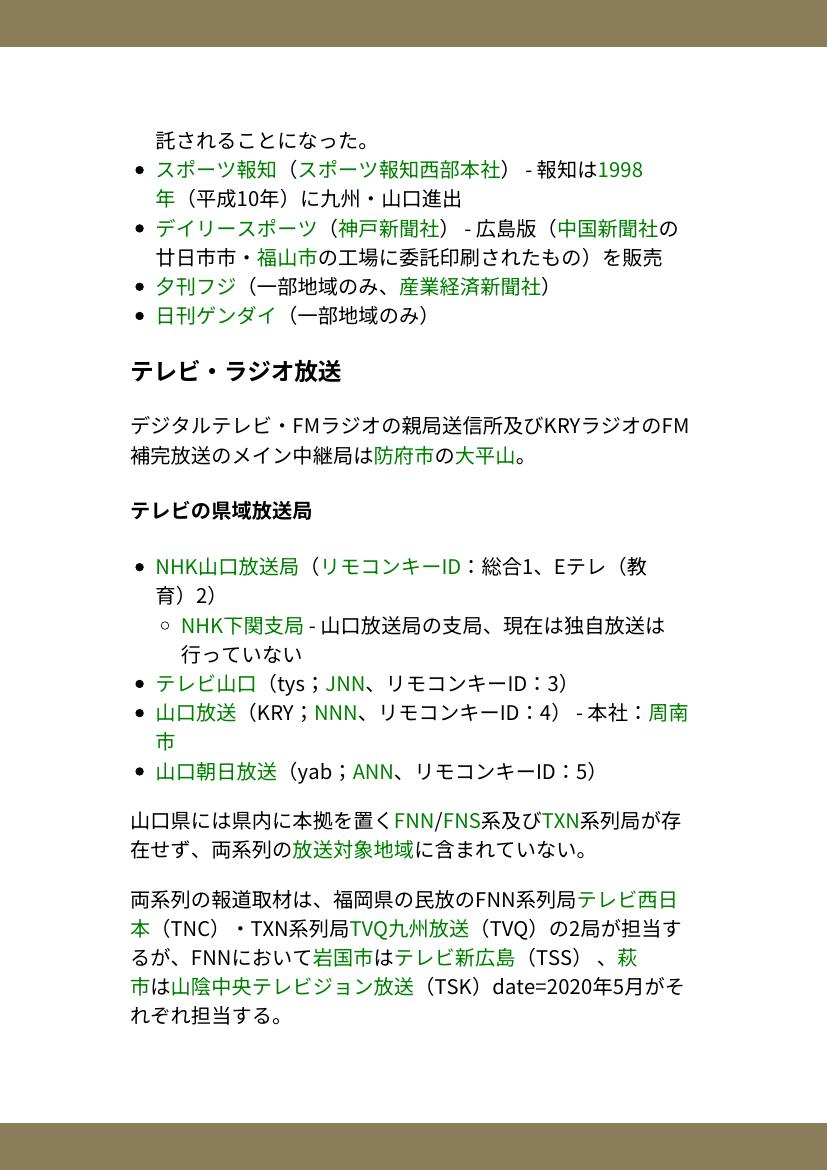 託されることになった。
スポーツ報知（スポーツ報知西部本社） - 報知は1998
年（平成10年）に九州・山口進出
デイリースポーツ（神戸新聞社） - 広島版（中国新聞社の
廿日市市・福山市の工場に委託印刷されたもの）を販売
夕刊フジ（一部地域のみ、産業経済新聞社）
日刊ゲンダイ（一部地域のみ）
テレビ・ラジオ放送
デジタルテレビ・FMラジオの親局送信所及びKRYラジオのFM
補完放送のメイン中継局は防府市の大平山。
テレビの県域放送局
NHK山口放送局（リモコンキーID：総合1、Eテレ（教
育）2）
NHK下関支局 - 山口放送局の支局、現在は独自放送は
行っていない
テレビ山口（tys；JNN、リモコンキーID：3）
山口放送（KRY；NNN、リモコンキーID：4） - 本社：周南
市
山口朝日放送（yab；ANN、リモコンキーID：5）
山口県には県内に本拠を置くFNN/FNS系及びTXN系列局が存
在せず、両系列の放送対象地域に含まれていない。
両系列の報道取材は、福岡県の民放のFNN系列局テレビ西日
本（TNC）・TXN系列局TVQ九州放送（TVQ）の2局が担当す
るが、FNNにおいて岩国市はテレビ新広島（TSS） 、萩
市は山陰中央テレビジョン放送（TSK）date=2020年5月がそ
れぞれ担当する。